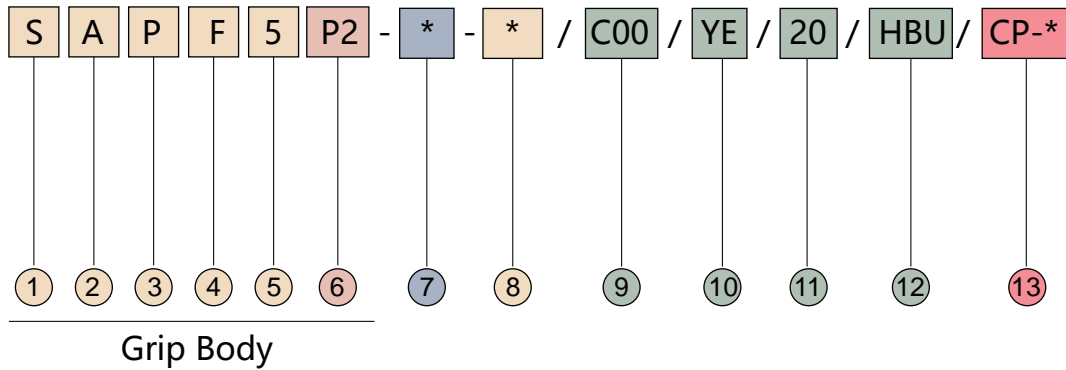 S A P F 5 P2 - * - * / C00 / YE / 20 / HBU / CP-*
1 2 3 4 5 6 7 8 9 10 11 12 13
Grip Body